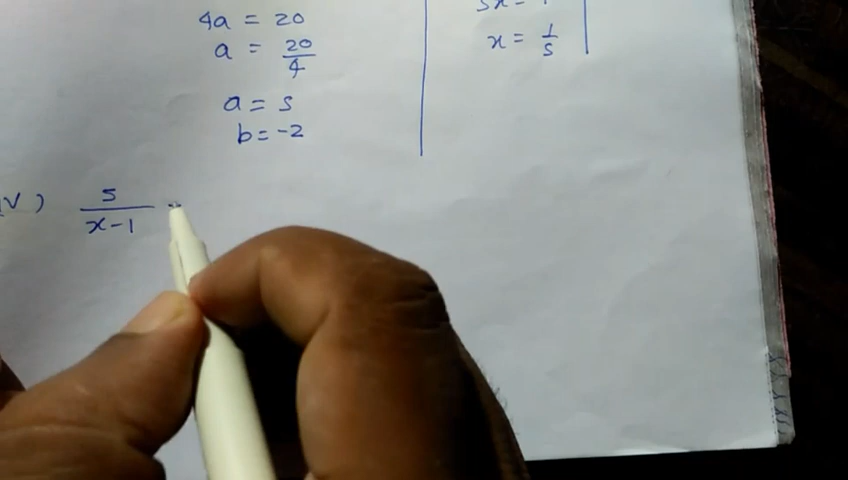 4a = 20
a = 20/4
a = 5
b = -2
x = 1/5
(V) 5/(x-1)